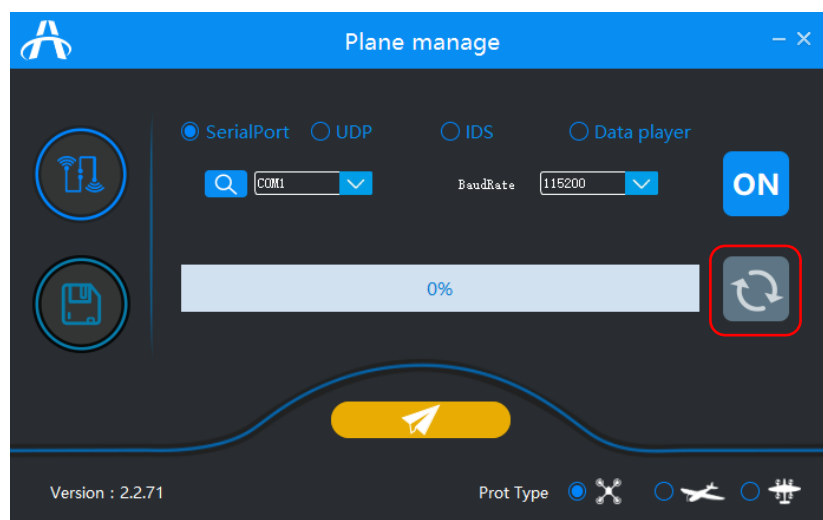 Plane manage
SerialPort UDP IDS Data player
COM1 BaudRate 115200 ON
0%
Version : 2.2.71 Prot Type